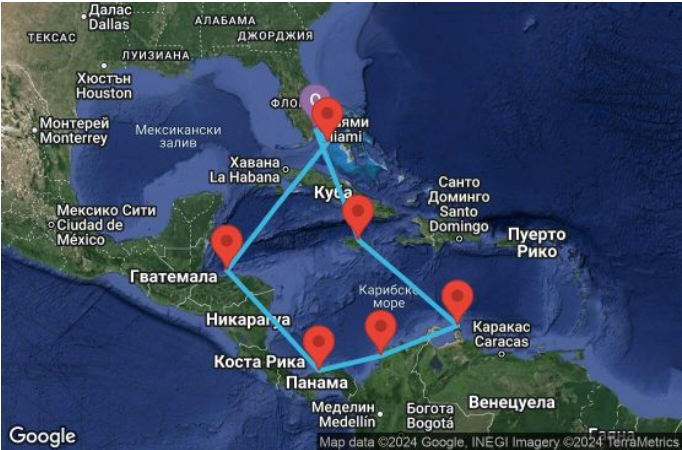 Далас
Dallas
АЛАБАМА
ТЕКСАС
ДЖОРДЖИЯ
ЛУИЗИАНА
Хюстън
Houston
Монтерей
Monterrey
Мексикански
залив
Хавана
La Habana
Куба
Санто
Доминго
Santo
Domingo
Пуерто
Рико
Мексико Сити
Ciudad de
México
Гватемала
Карибско
море
Никарагуа
Каракас
Caracas
Коста Рика
Панама
Меделин
Medellín
Богота
Bogotá
Венецуела
Google
Map data ©2024 Google, INEGI Imagery ©2024 TerraMetrics